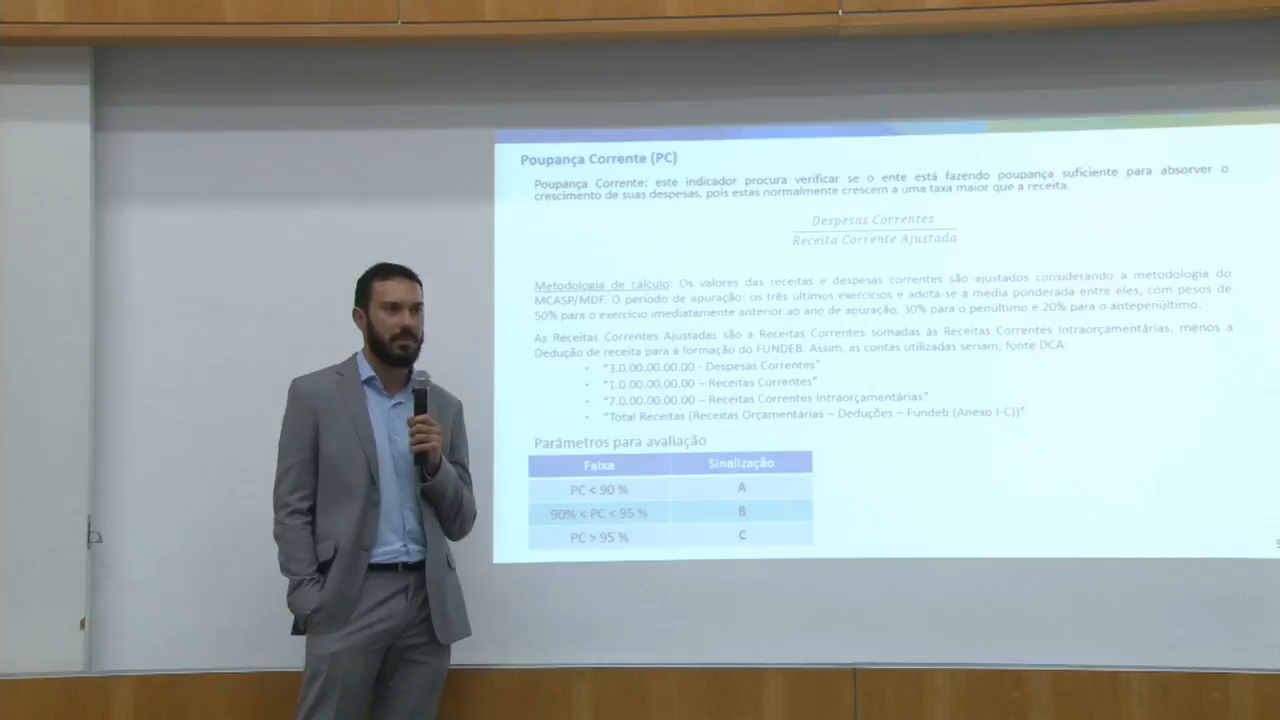 Poupança Corrente (PC)
Poupança Corrente: este indicador procura verificar se o ente está fazendo poupança suficiente para absorver o
crescimento de suas despesas, pois estas normalmente crescem a uma taxa maior que a receita.
Despesas Correntes
Receita Corrente Ajustada
Metodologia de cálculo: Os valores das receitas e despesas correntes são ajustados considerando a metodologia do
MCASP/MDF. O período de apuração: os três últimos exercícios e adota-se a média ponderada entre eles, com pesos de
50% para o exercício imediatamente anterior ao ano de apuração, 30% para o penúltimo e 20% para o antepenúltimo.
As Receitas Correntes Ajustadas são a Receitas Correntes somadas às Receitas Correntes Intraorçamentárias, menos a
Dedução de receita para a formação do FUNDEB. Assim, as contas utilizadas seriam, fonte DCA:
· "3.0.00.00.00.00 - Despesas Correntes"
· "1.0.00.00.00.00 – Receitas Correntes"
· "7.0.00.00.00.00 – Receitas Correntes Intraorçamentárias"
· "Total Receitas (Receitas Orçamentárias – Deduções – Fundeb (Anexo I-C))"
Parâmetros para avaliação
Faixa Sinalização
PC < 90 % A
90% < PC < 95 % B
PC > 95 % C